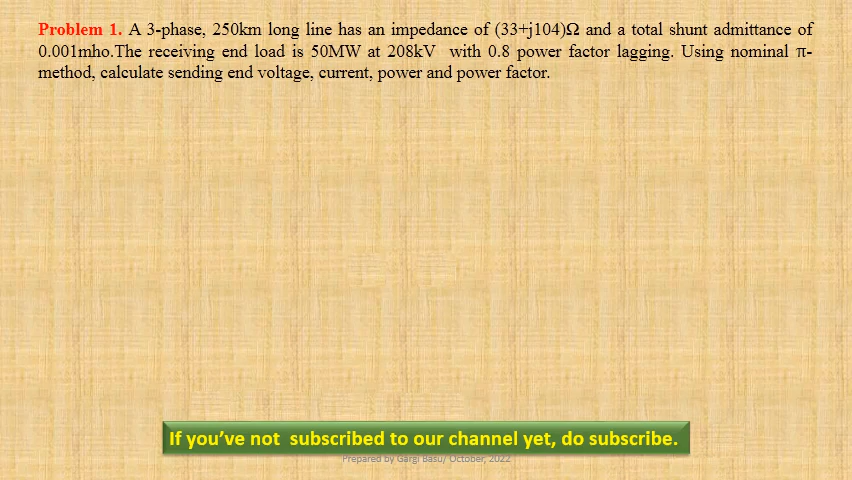 Problem 1. A 3-phase, 250km long line has an impedance of (33+j104)Ω and a total shunt admittance of
0.001mho.The receiving end load is 50MW at 208kV with 0.8 power factor lagging. Using nominal π-
method, calculate sending end voltage, current, power and power factor.
If you've not subscribed to our channel yet, do subscribe.
Prepared by Gargi Basu/ October, 2022